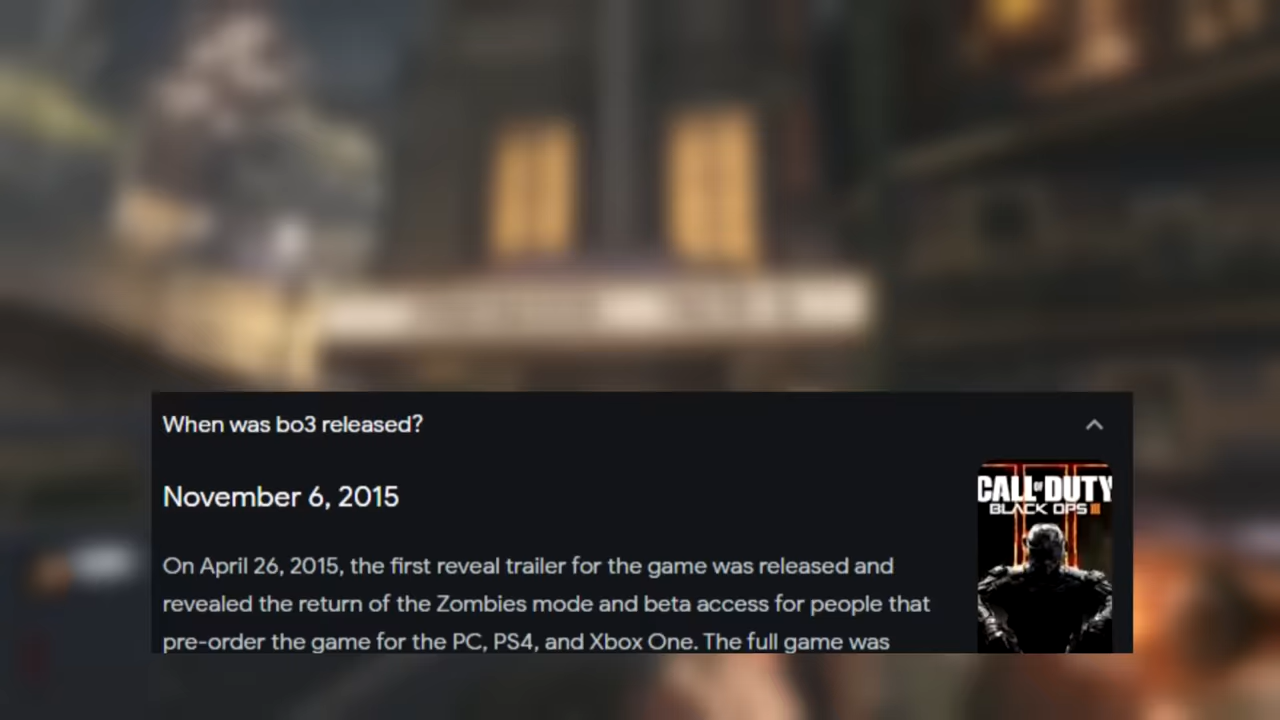 When was bo3 released?
November 6, 2015
CALL OF DUTY
BLACK OPS III
On April 26, 2015, the first reveal trailer for the game was released and
revealed the return of the Zombies mode and beta access for people that
pre-order the game for the PC, PS4, and Xbox One. The full game was